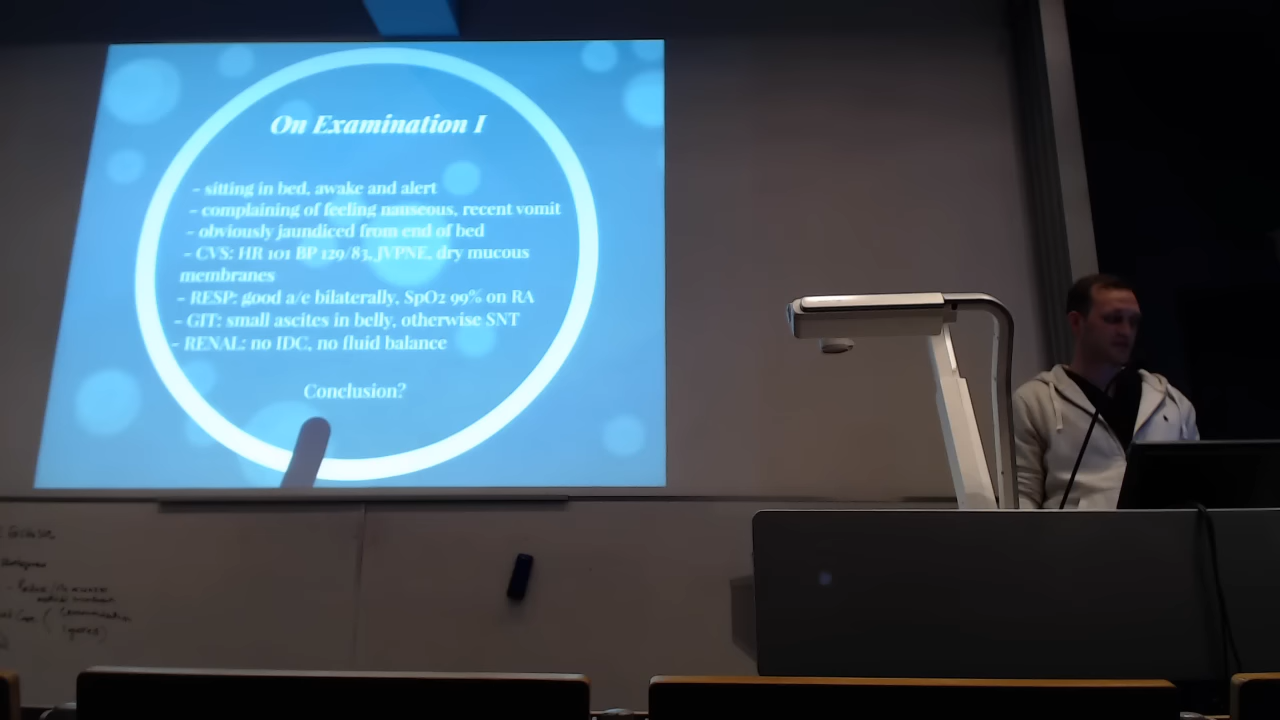 On Examination I
- sitting in bed, awake and alert
- complaining of feeling nauseous, recent vomit
- obviously jaundiced from end of bed
- CVS: HR 101 BP 129/83, JVPNE, dry mucous
membranes
- RESP: good a/e bilaterally, SpO2 99% on RA
- GIT: small ascites in belly, otherwise SNT
- RENAL: no IDC, no fluid balance
Conclusion?